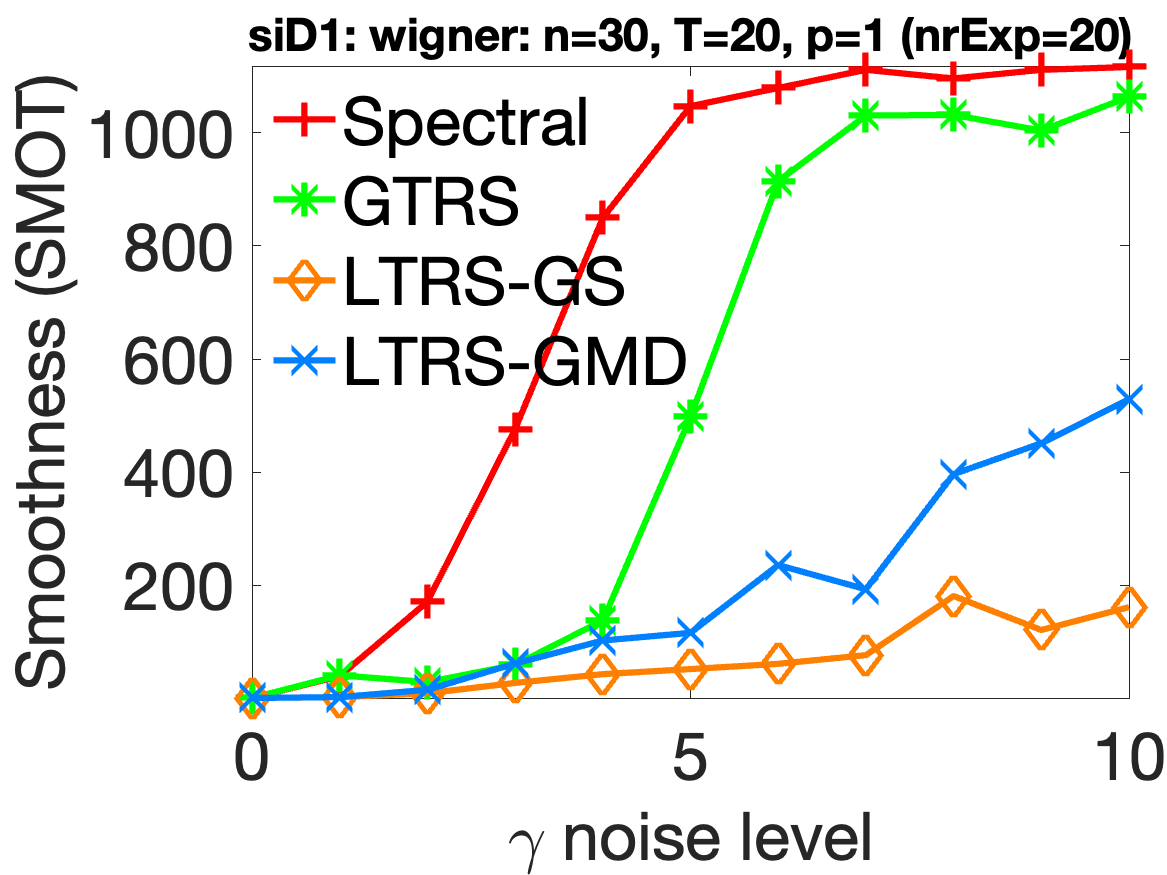 siD1: wigner: n=30, T=20, p=1 (nrExp=20)
Smoothness (SMOT)
1000
800
600
400
200
Spectral
GTRS
LTRS-GS
LTRS-GMD
0 5 10
γ noise level